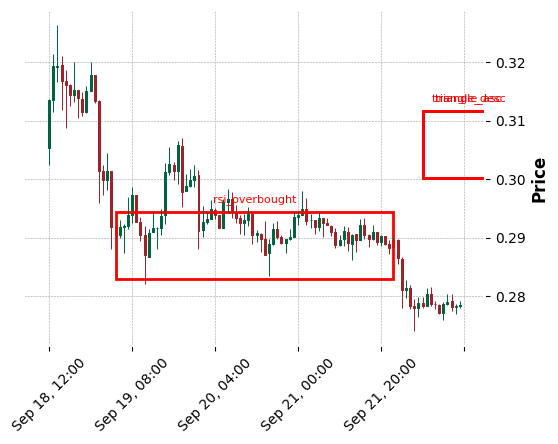 0.32
triangle_desc
0.31
0.30
rsi_overbought
0.29
0.28
Price
Sep 18, 12:00
Sep 19, 08:00
Sep 20, 04:00
Sep 21, 00:00
Sep 21, 20:00